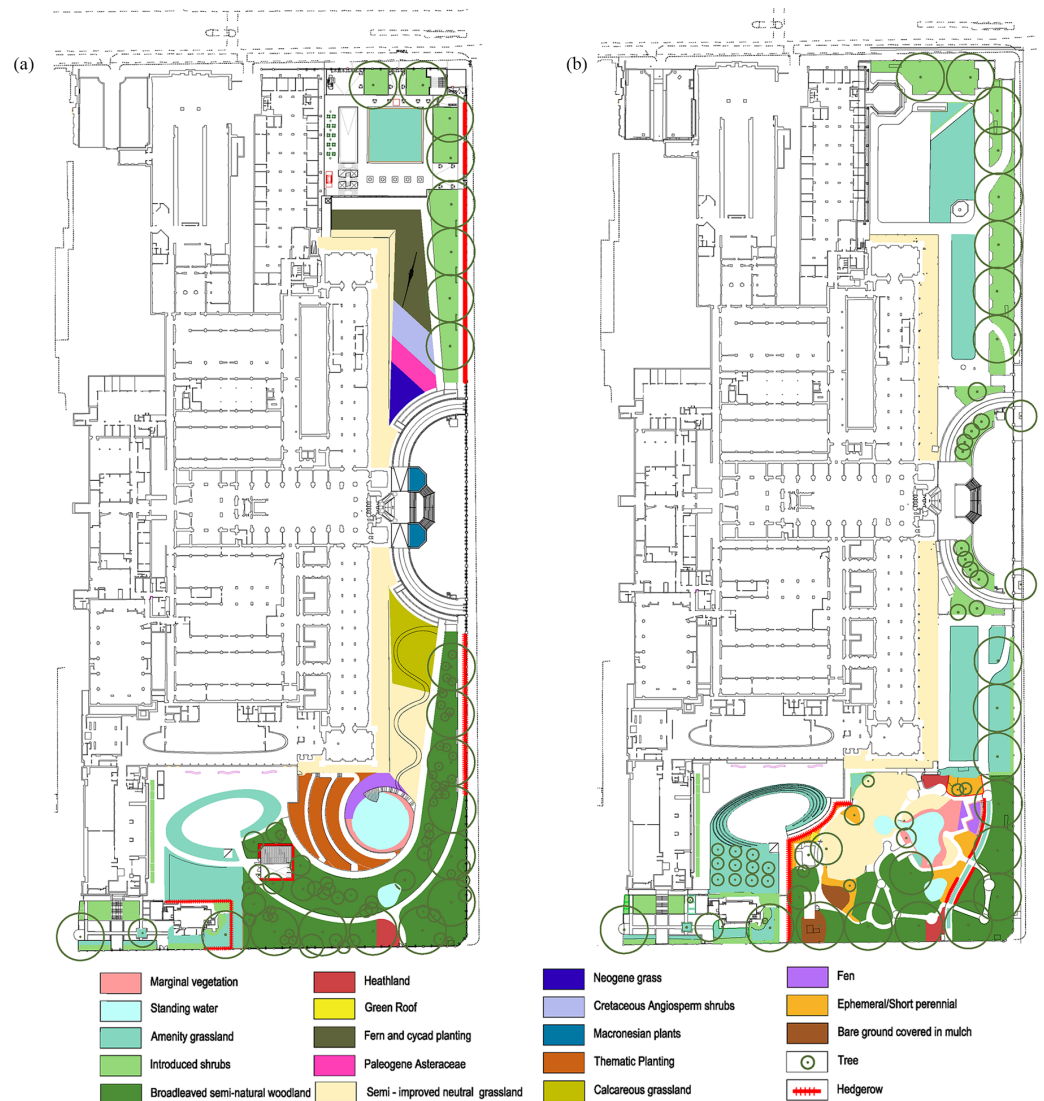 (a)
(b)
Marginal vegetation
Heathland
Neogene grass
Fen
Standing water
Green Roof
Cretaceous Angiosperm shrubs
Ephemeral/Short perennial
Amenity grassland
Fern and cycad planting
Macronesian plants
Bare ground covered in mulch
Introduced shrubs
Paleogene Asteraceae
Thematic Planting
Tree
Broadleaved semi-natural woodland
Semi - improved neutral grassland
Calcareous grassland
Hedgerow